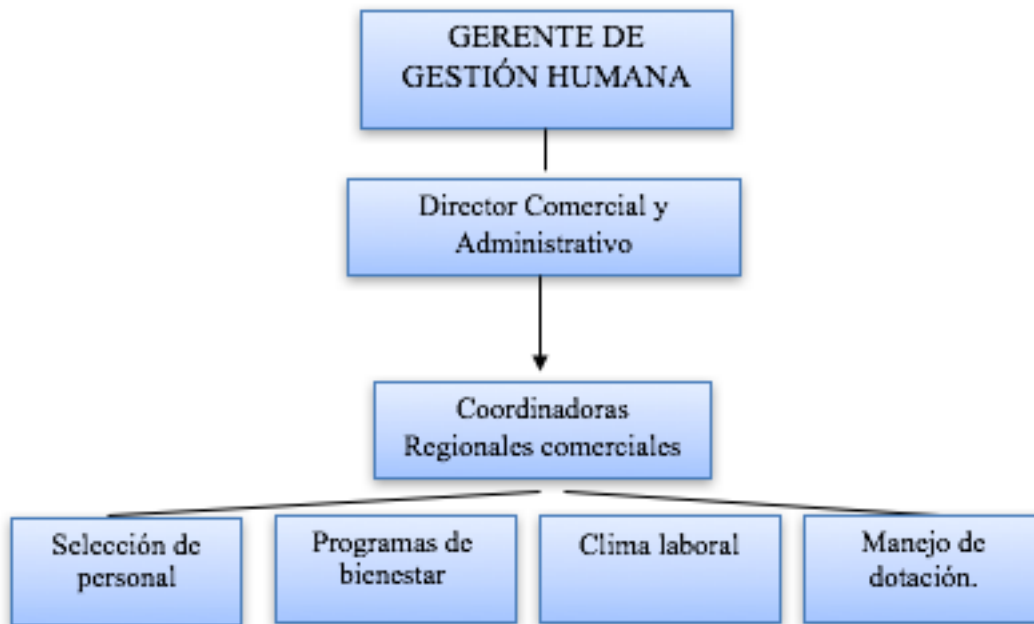 GERENTE DE
GESTIÓN HUMANA
Director Comercial y
Administrativo
Coordinadoras
Regionales comerciales
Selección de
personal
Programas de
bienestar
Clima laboral
Manejo de
dotación.